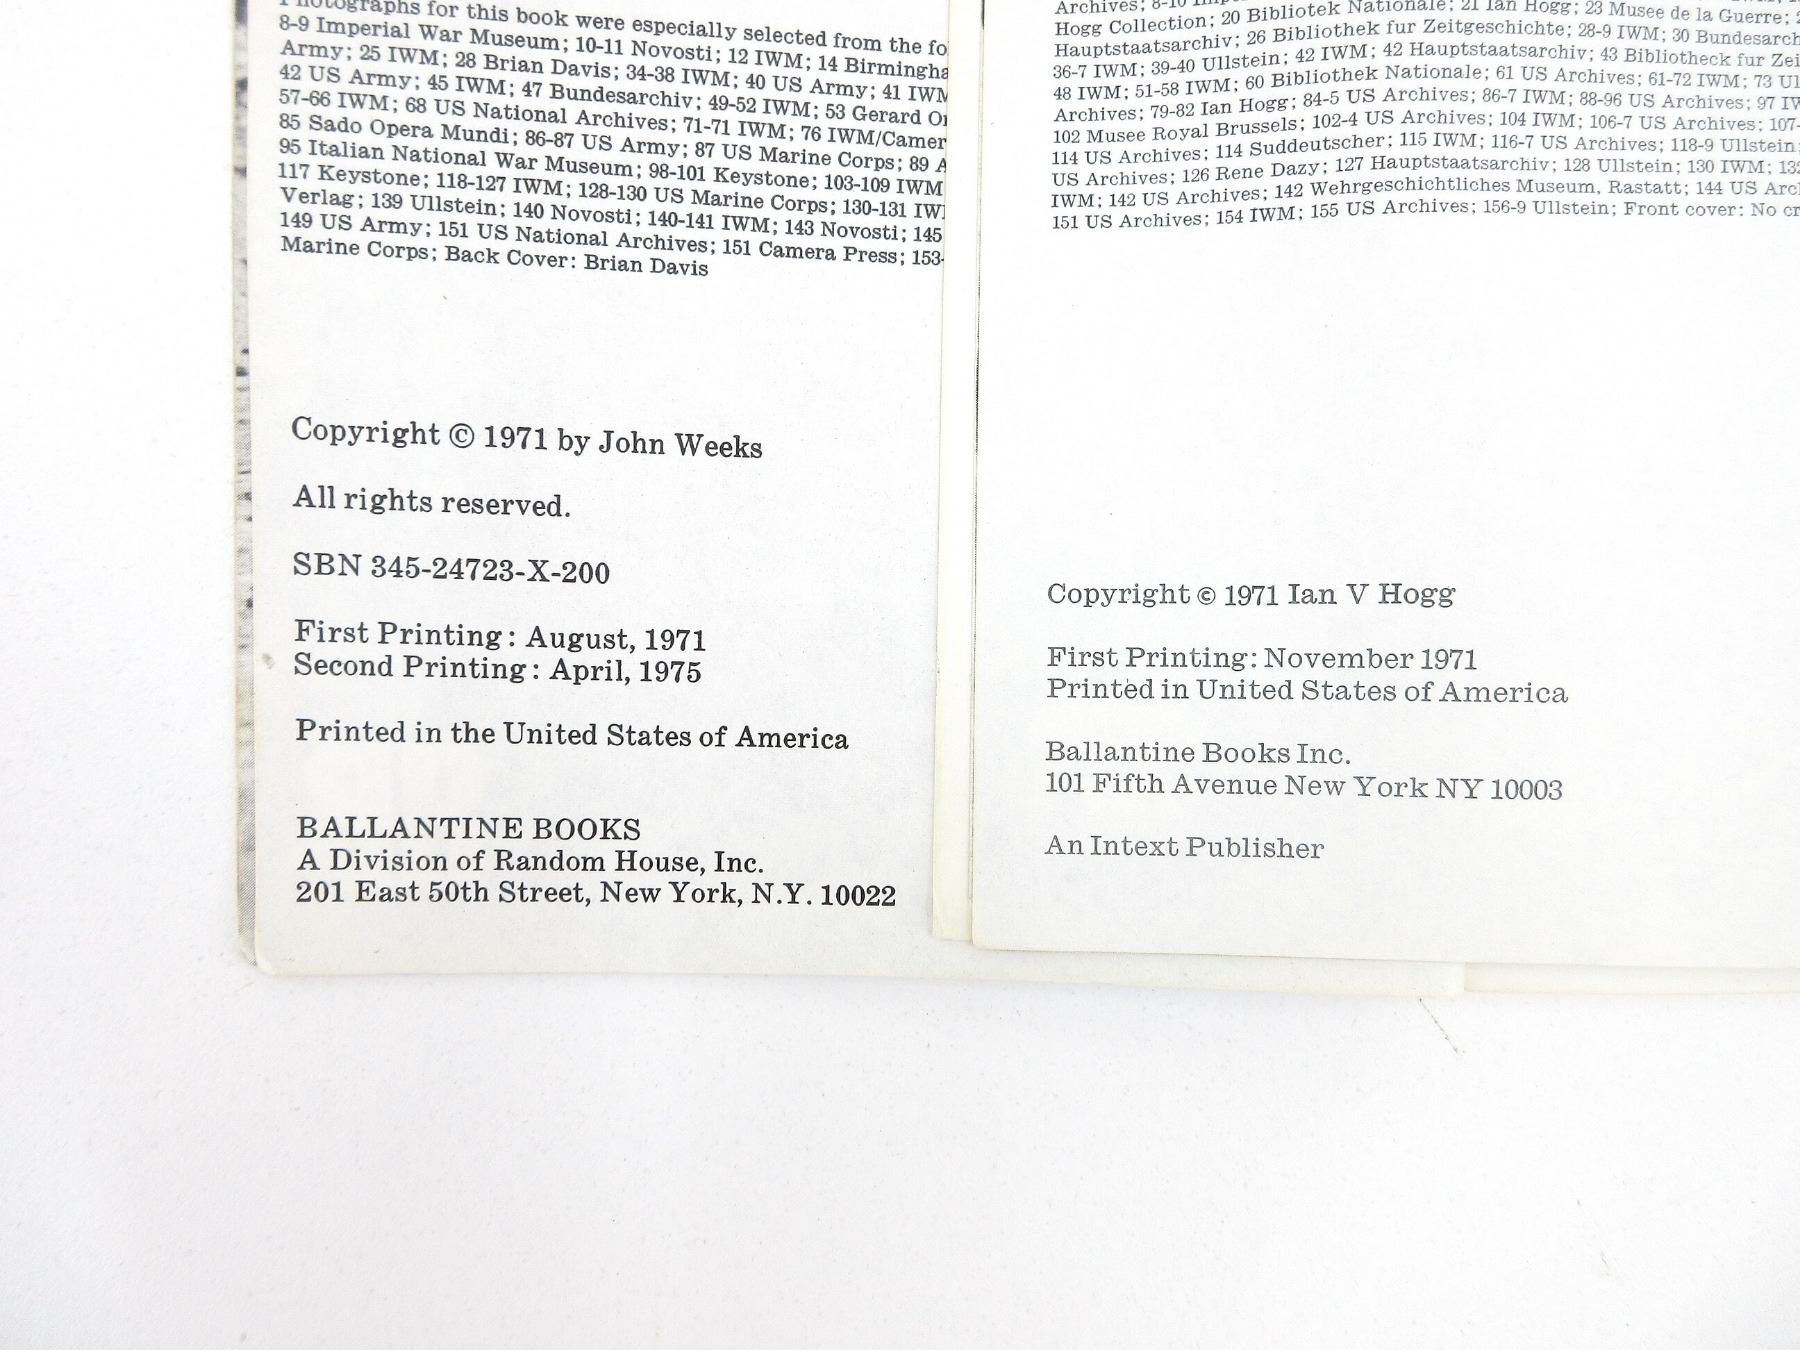 Photographs for this book were especially selected from the fo
8-9 Imperial War Museum; 10-11 Novosti; 12 IWM; 14 Birmingha
Army; 25 IWM; 28 Brian Davis; 34-38 IWM; 40 US Army; 41 IWM
42 US Army; 45 IWM; 47 Bundesarchiv; 49-52 IWM; 53 Gerard
57-66 IWM; 68 US National Archives; 71-71 IWM; 76 IWM/Camer
85 Sado Opera Mundi; 86-87 US Army; 87 US Marine Corps; 89 A
95 Italian National War Museum; 98-101 Keystone; 103-109 IWM
117 Keystone; 118-127 IWM; 128-130 US Marine Corps; 130-131 IW
Verlag; 139 Ullstein; 140 Novosti; 140-141 IWM; 143 Novosti; 145
149 US Army; 151 US National Archives; 151 Camera Press; 153-
Marine Corps; Back Cover: Brian Davis
Copyright © 1971 by John Weeks
All rights reserved.
SBN 345-24723-X-200
First Printing: August, 1971
Second Printing: April, 1975
Printed in the United States of America
BALLANTINE BOOKS
A Division of Random House, Inc.
201 East 50th Street, New York, N.Y. 10022
Archives; 8-10
Hogg Collection; 20 Bibliotek Nationale; 21 Ian Hogg; 23 Musee de la Guerre; 2
Hauptstaatsarchiv; 26 Bibliothek fur Zeitgeschichte; 28-9 IWM; 30 Bundesarch
36-7 IWM; 39-40 Ullstein; 42 IWM; 42 Hauptstaatsarchiv; 43 Bibliotheck fur Zei
48 IWM; 51-58 IWM; 60 Bibliothek Nationale; 61 US Archives; 61-72 IWM; 73 Ul
Archives; 79-82 Ian Hogg; 84-5 US Archives; 86-7 IWM; 88-96 US Archives; 97 IW
102 Musee Royal Brussels; 102-4 US Archives; 104 IWM; 106-7 US Archives; 107-
114 US Archives; 114 Suddeutscher; 115 IWM; 116-7 US Archives; 118-9 Ullstein;
US Archives; 126 Rene Dazy; 127 Hauptstaatsarchiv; 128 Ullstein; 130 IWM; 132
IWM; 142 US Archives; 142 Wehrgeschichtliches Museum, Rastatt; 144 US Arc
151 US Archives; 154 IWM; 155 US Archives; 156-9 Ullstein; Front cover: No cr
Copyright © 1971 Ian V Hogg
First Printing: November 1971
Printed in United States of America
Ballantine Books Inc.
101 Fifth Avenue New York NY 10003
An Intext Publisher